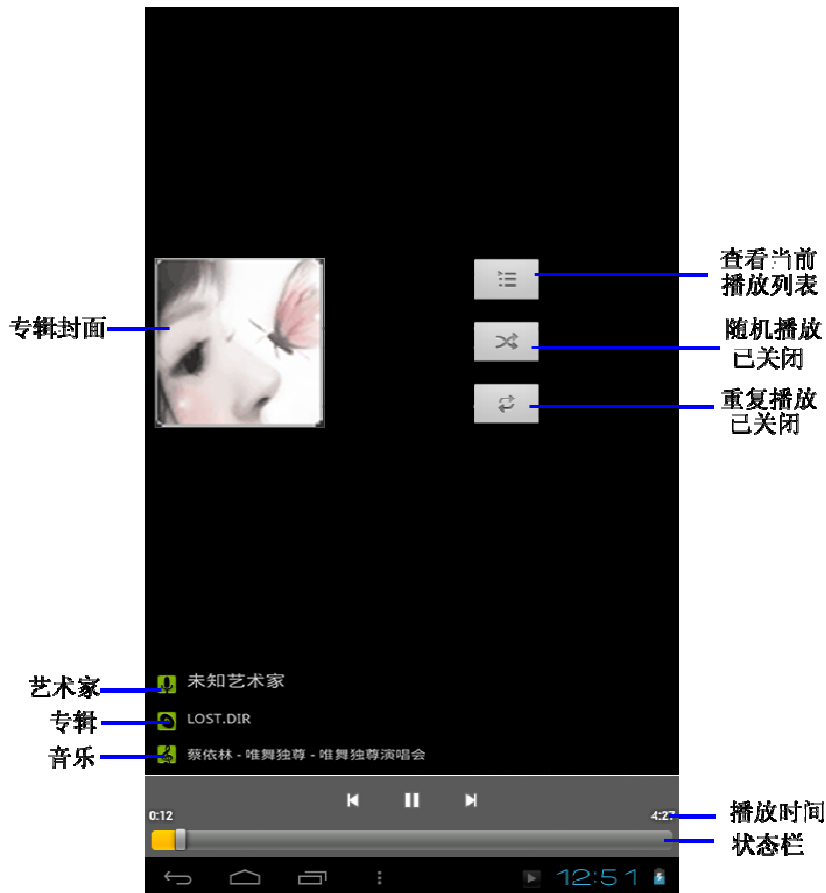 查看当前
播放列表
专辑封面
随机播放
已关闭
重复播放
已关闭
艺术家
未知艺术家
专辑
LOST.DIR
音乐
蔡依林 - 唯舞独尊 - 唯舞独尊演唱会
0:12
4:27
播放时间
状态栏
12:51